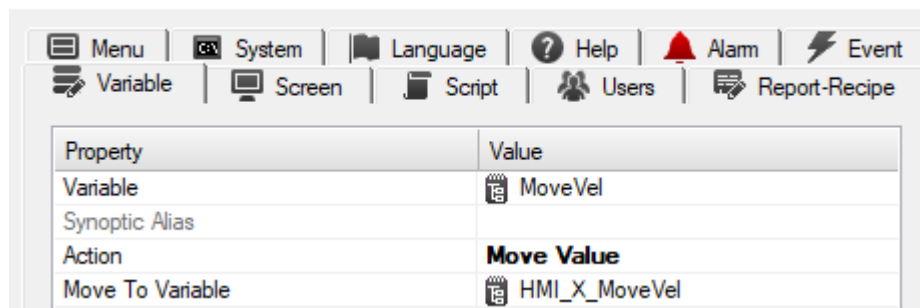 Menu System Language Help Alarm Event
Variable Screen Script Users Report-Recipe
Property Value
Variable MoveVel
Synoptic Alias
Action Move Value
Move To Variable HMI_X_MoveVel